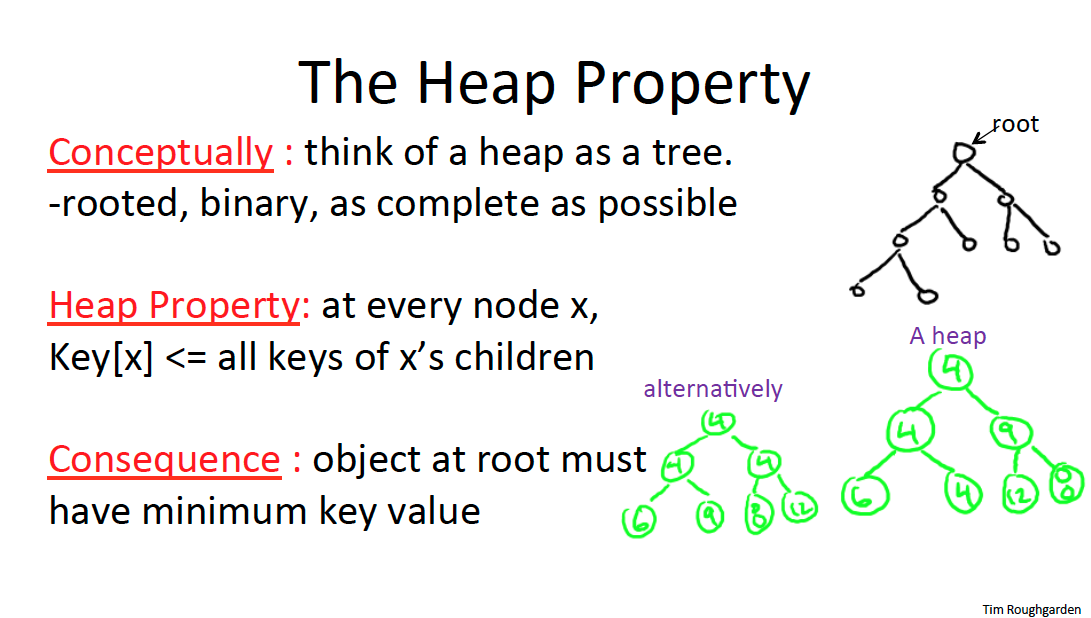 The Heap Property
root
Conceptually : think of a heap as a tree.
-rooted, binary, as complete as possible
Heap Property: at every node x,
Key[x] <= all keys of x's children
Consequence : object at root must
have minimum key value
alternatively
4
4 4
6 9 8 12
A heap
4
4 9
6 4 12 8
Tim Roughgarden